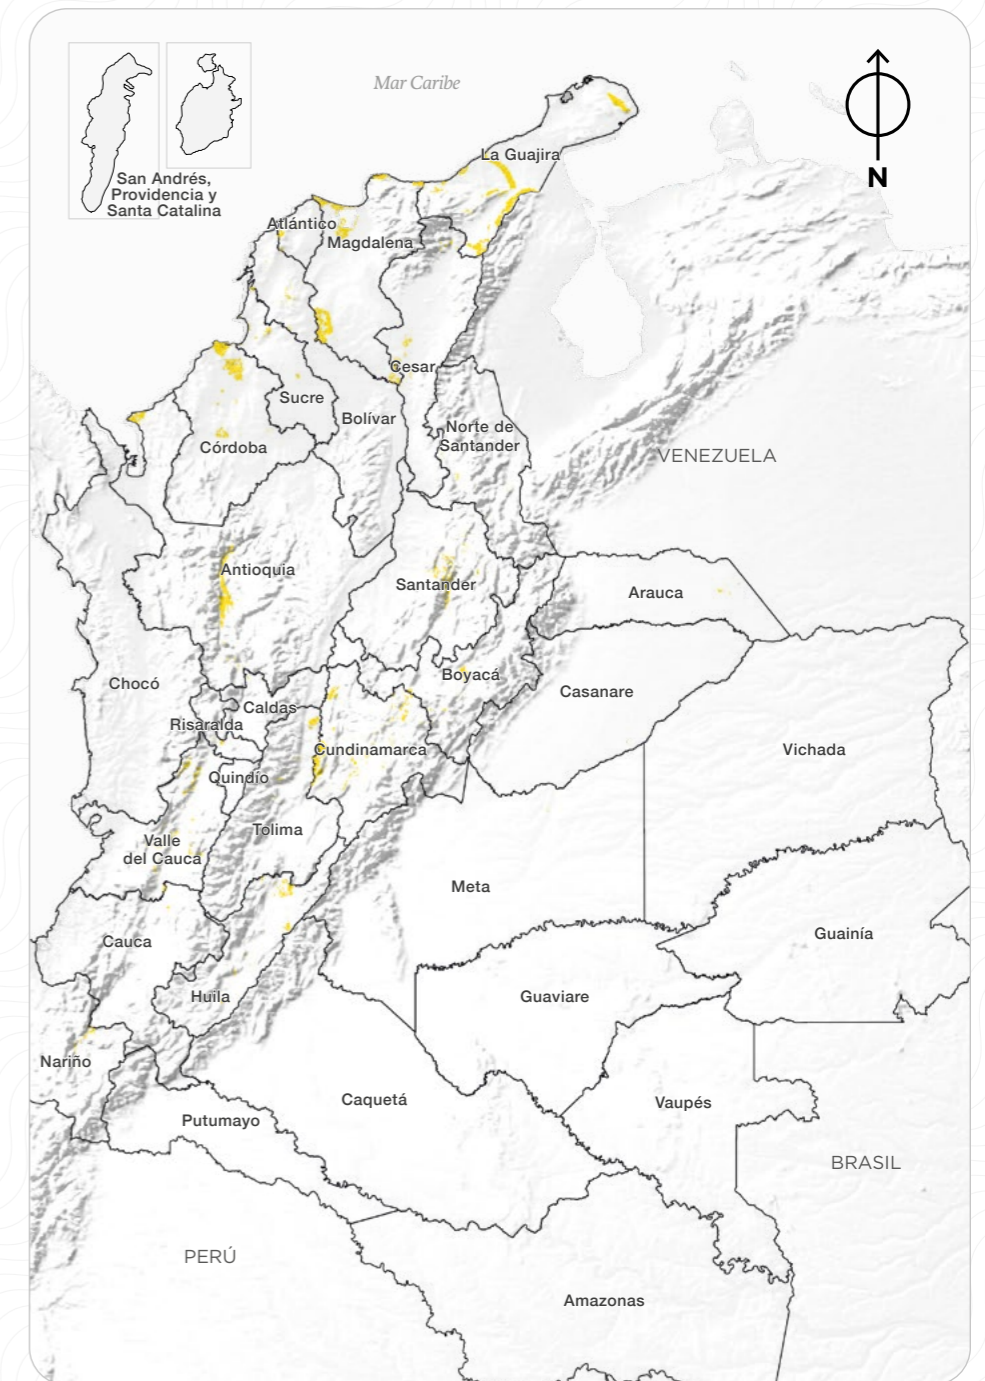 Mar Caribe
N
La Guajira
San Andrés,
Providencia y
Santa Catalina
Atlántico
Magdalena
Cesar
Sucre
Bolívar
Norte de
Santander
Córdoba
VENEZUELA
Antioquia
Santander
Arauca
Chocó
Boyacá
Casanare
Caldas
Risaralda
Cundinamarca
Vichada
Quindío
Tolima
Valle
del Cauca
Meta
Cauca
Guainía
Huila
Guaviare
Nariño
Caquetá
Vaupés
Putumayo
BRASIL
PERÚ
Amazonas